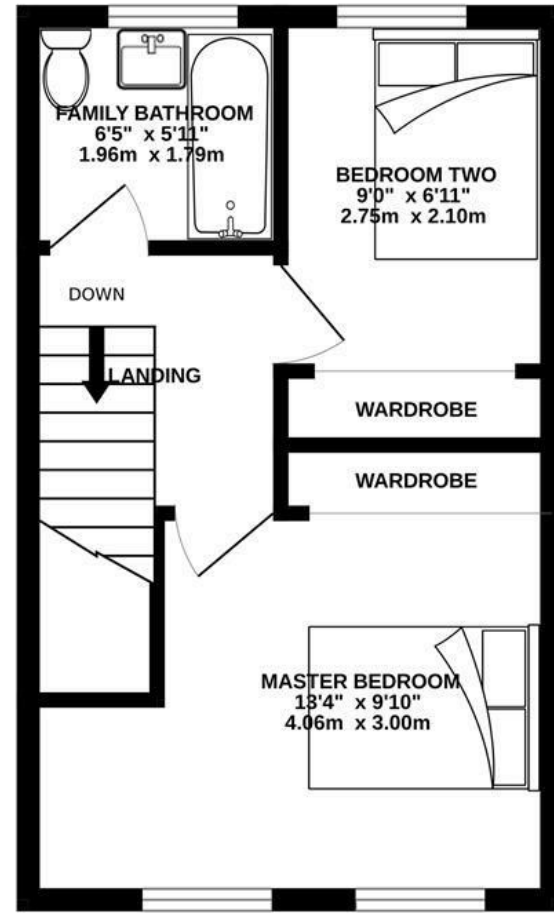 FAMILY BATHROOM
6'5" x 5'11"
1.96m x 1.79m
BEDROOM TWO
9'0" x 6'11"
2.75m x 2.10m
DOWN
LANDING
WARDROBE
WARDROBE
MASTER BEDROOM
13'4" x 9'10"
4.06m x 3.00m